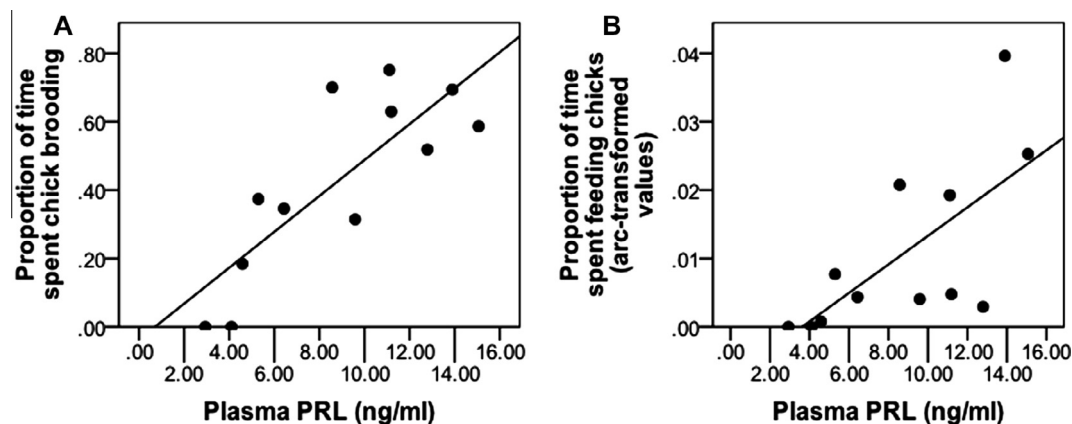 A
Proportion of time
spent chick brooding
.80
.60
.40
.20
.00
.00 4.00 8.00 12.00 16.00
2.00 6.00 10.00 14.00
Plasma PRL (ng/ml)
B
Proportion of time
spent feeding chicks
(arc-transformed
values)
.04
.03
.02
.01
.00
.00 4.00 8.00 12.00 16.00
2.00 6.00 10.00 14.00
Plasma PRL (ng/ml)